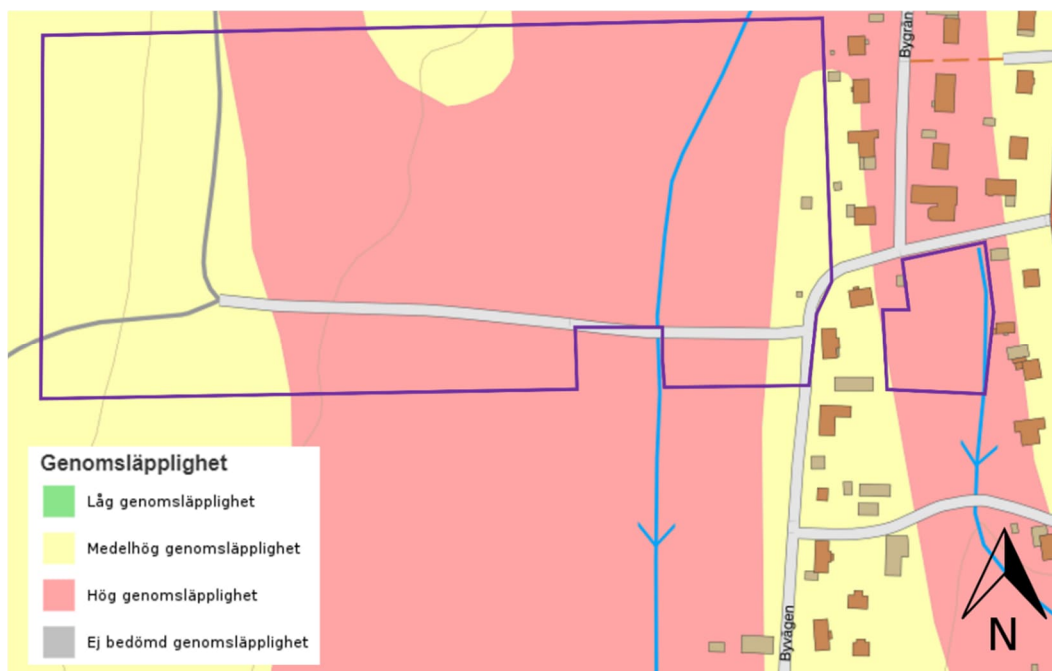 Bygrän
Byvägen
Genomsläpplighet
Låg genomsläpplighet
Medelhög genomsläpplighet
Hög genomsläpplighet
Ej bedömd genomsläpplighet
N